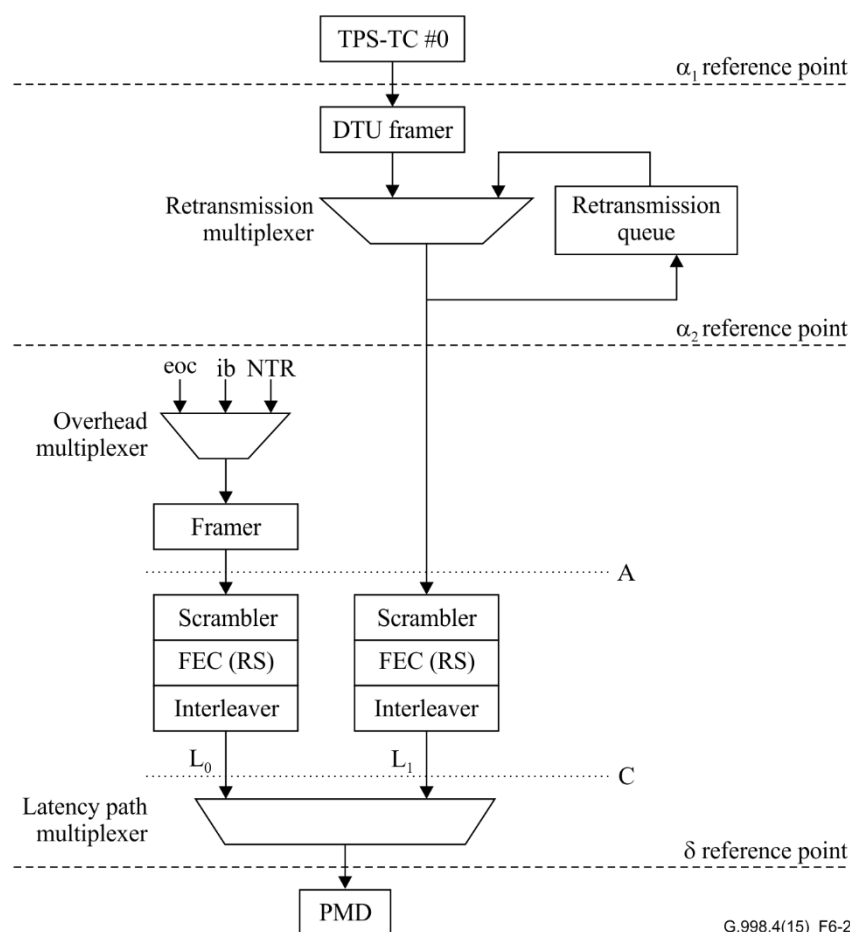 TPS-TC #0
α₁ reference point
DTU framer
Retransmission
multiplexer
Retransmission
queue
α₂ reference point
eoc ib NTR
Overhead
multiplexer
Framer
A
Scrambler
FEC (RS)
Interleaver
Scrambler
FEC (RS)
Interleaver
L₀
L₁
C
Latency path
multiplexer
δ reference point
PMD
G.998.4(15)_F6-2